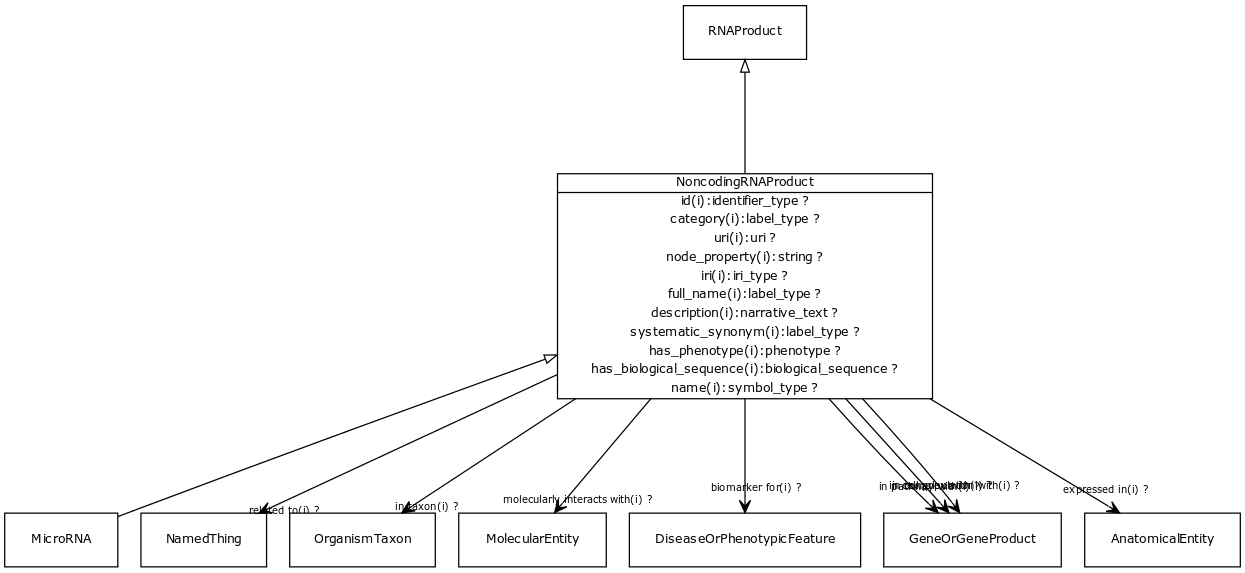 RNAProduct
NoncodingRNAProduct
id(i):identifier_type ?
category(i):label_type ?
uri(i):uri ?
node_property(i):string ?
iri(i):iri_type ?
full_name(i):label_type ?
description(i):narrative_text ?
systematic_synonym(i):label_type ?
has_phenotype(i):phenotype ?
has_biological_sequence(i):biological_sequence ?
name(i):symbol_type ?
related to(i) ?
in taxon(i) ?
molecularly interacts with(i) ?
biomarker for(i) ?
expressed in(i) ?
MicroRNA
NamedThing
OrganismTaxon
MolecularEntity
DiseaseOrPhenotypicFeature
GeneOrGeneProduct
AnatomicalEntity